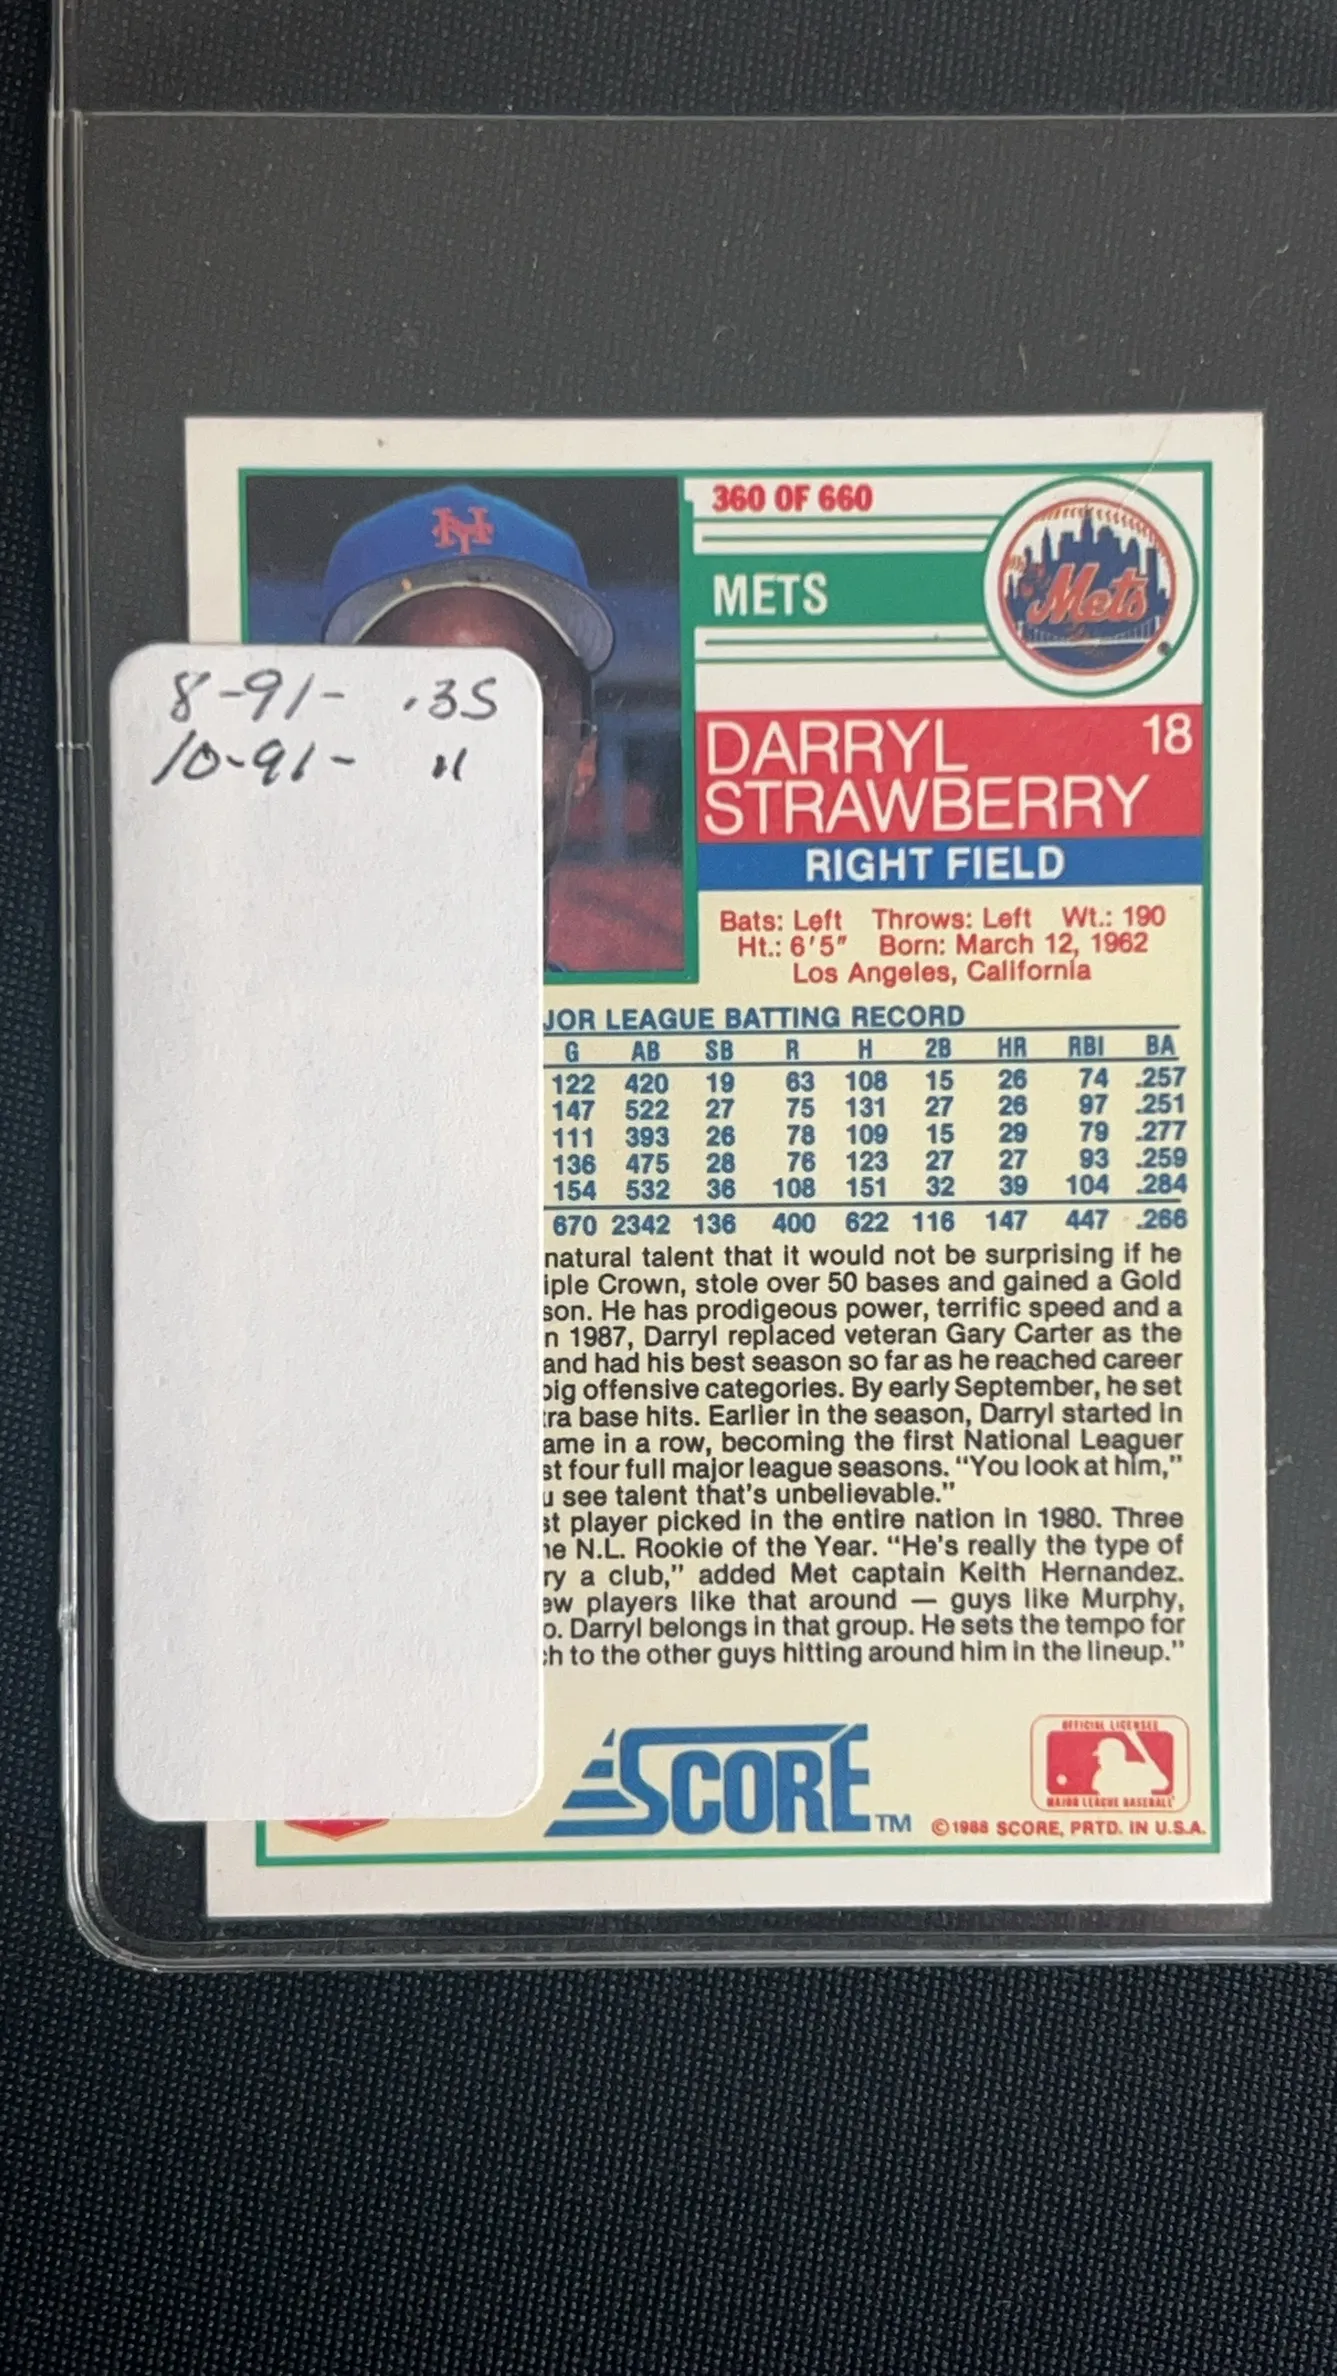 8-91- .35
10-91- "
NY
360 OF 660
METS
Mets
DARRYL 18
STRAWBERRY
RIGHT FIELD
Bats: Left Throws: Left Wt.: 190
Ht.: 6'5" Born: March 12, 1962
Los Angeles, California
JOR LEAGUE BATTING RECORD
G AB SB R H 2B HR RBI BA
122 420 19 63 108 15 26 74 .257
147 522 27 75 131 27 26 97 .251
111 393 26 78 109 15 29 79 .277
136 475 28 76 123 27 27 93 .259
154 532 36 108 151 32 39 104 .284
670 2342 136 400 622 116 147 447 .266
natural talent that it would not be surprising if he
iple Crown, stole over 50 bases and gained a Gold
son. He has prodigeous power, terrific speed and a
n 1987, Darryl replaced veteran Gary Carter as the
and had his best season so far as he reached career
big offensive categories. By early September, he set
ra base hits. Earlier in the season, Darryl started in
ame in a row, becoming the first National Leaguer
st four full major league seasons. “You look at him,”
u see talent that's unbelievable.”
st player picked in the entire nation in 1980. Three
he N.L. Rookie of the Year. “He's really the type of
ry a club,” added Met captain Keith Hernandez.
ew players like that around — guys like Murphy,
o. Darryl belongs in that group. He sets the tempo for
ch to the other guys hitting around him in the lineup.”
SCORE TM
OFFICIAL LICENSEE
MAJOR LEAGUE BASEBALL
©1988 SCORE, PRTD. IN U.S.A.